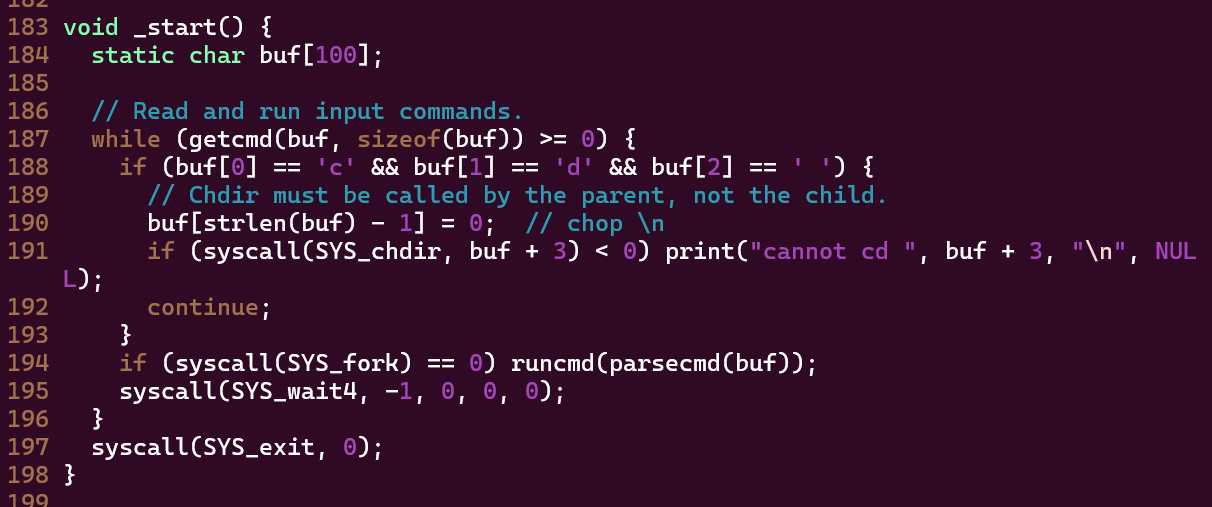 182
183 void _start() {
184   static char buf[100];
185
186   // Read and run input commands.
187   while (getcmd(buf, sizeof(buf)) >= 0) {
188     if (buf[0] == 'c' && buf[1] == 'd' && buf[2] == ' ') {
189       // Chdir must be called by the parent, not the child.
190       buf[strlen(buf) - 1] = 0;  // chop \n
191       if (syscall(SYS_chdir, buf + 3) < 0) print("cannot cd ", buf + 3, "\n", NUL
    L);
192       continue;
193     }
194     if (syscall(SYS_fork) == 0) runcmd(parsecmd(buf));
195     syscall(SYS_wait4, -1, 0, 0, 0);
196   }
197   syscall(SYS_exit, 0);
198 }
199